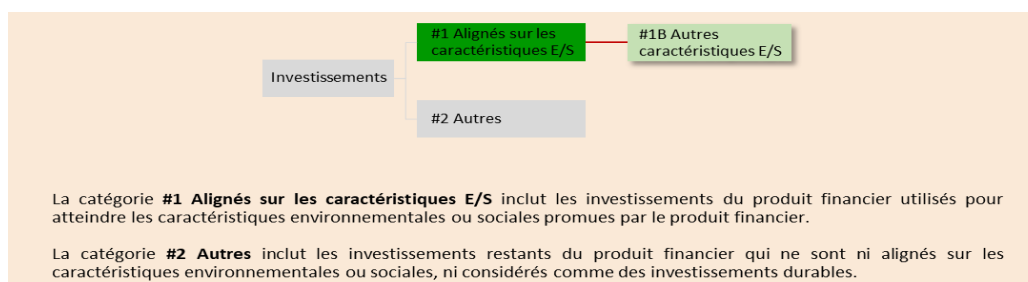 #1 Alignés sur les
caractéristiques E/S
#1B Autres
caractéristiques E/S
Investissements
#2 Autres
La catégorie #1 Alignés sur les caractéristiques E/S inclut les investissements du produit financier utilisés pour
atteindre les caractéristiques environnementales ou sociales promues par le produit financier.
La catégorie #2 Autres inclut les investissements restants du produit financier qui ne sont ni alignés sur les
caractéristiques environnementales ou sociales, ni considérés comme des investissements durables.